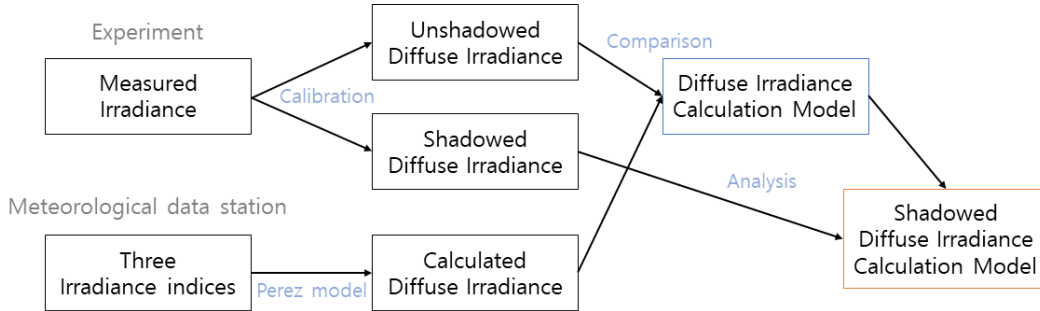 Experiment
Measured
Irradiance
Calibration
Unshadowed
Diffuse Irradiance
Shadowed
Diffuse Irradiance
Comparison
Diffuse Irradiance
Calculation Model
Analysis
Meteorological data station
Three
Irradiance indices
Perez model
Calculated
Diffuse Irradiance
Shadowed
Diffuse Irradiance
Calculation Model